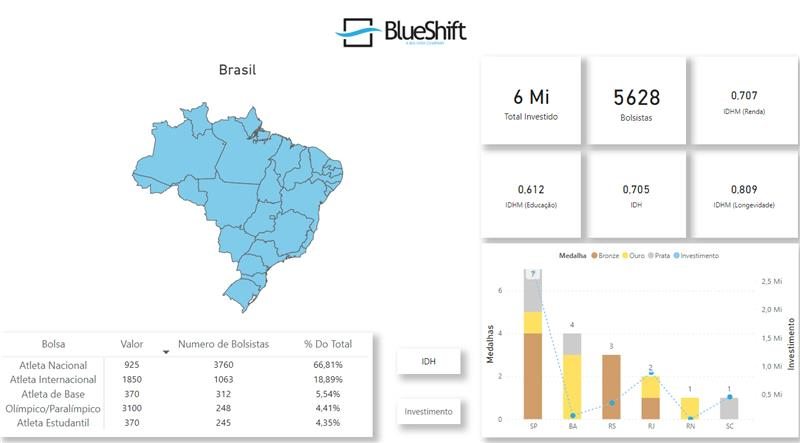 BlueShift
Brasil
6 Mi
Total Investido
5628
Bolsistas
0,707
IDHM (Renda)
0,612
IDHM (Educação)
0,705
IDH
0,809
IDHM (Longevidade)
Medalha Bronze Ouro Prata Investimento
Medalhas
6
4
2
0
7
4
3
2
1
1
2,5 Mi
2,0 Mi
1,5 Mi
1,0 Mi
0,5 Mi
Investimento
SP BA RS RJ RN SC
Bolsa Valor Numero de Bolsistas % Do Total
Atleta Nacional 925 3760 66,81%
Atleta Internacional 1850 1063 18,89%
Atleta de Base 370 312 5,54%
Olímpico/Paralímpico 3100 248 4,41%
Atleta Estudantil 370 245 4,35%
IDH
Investimento